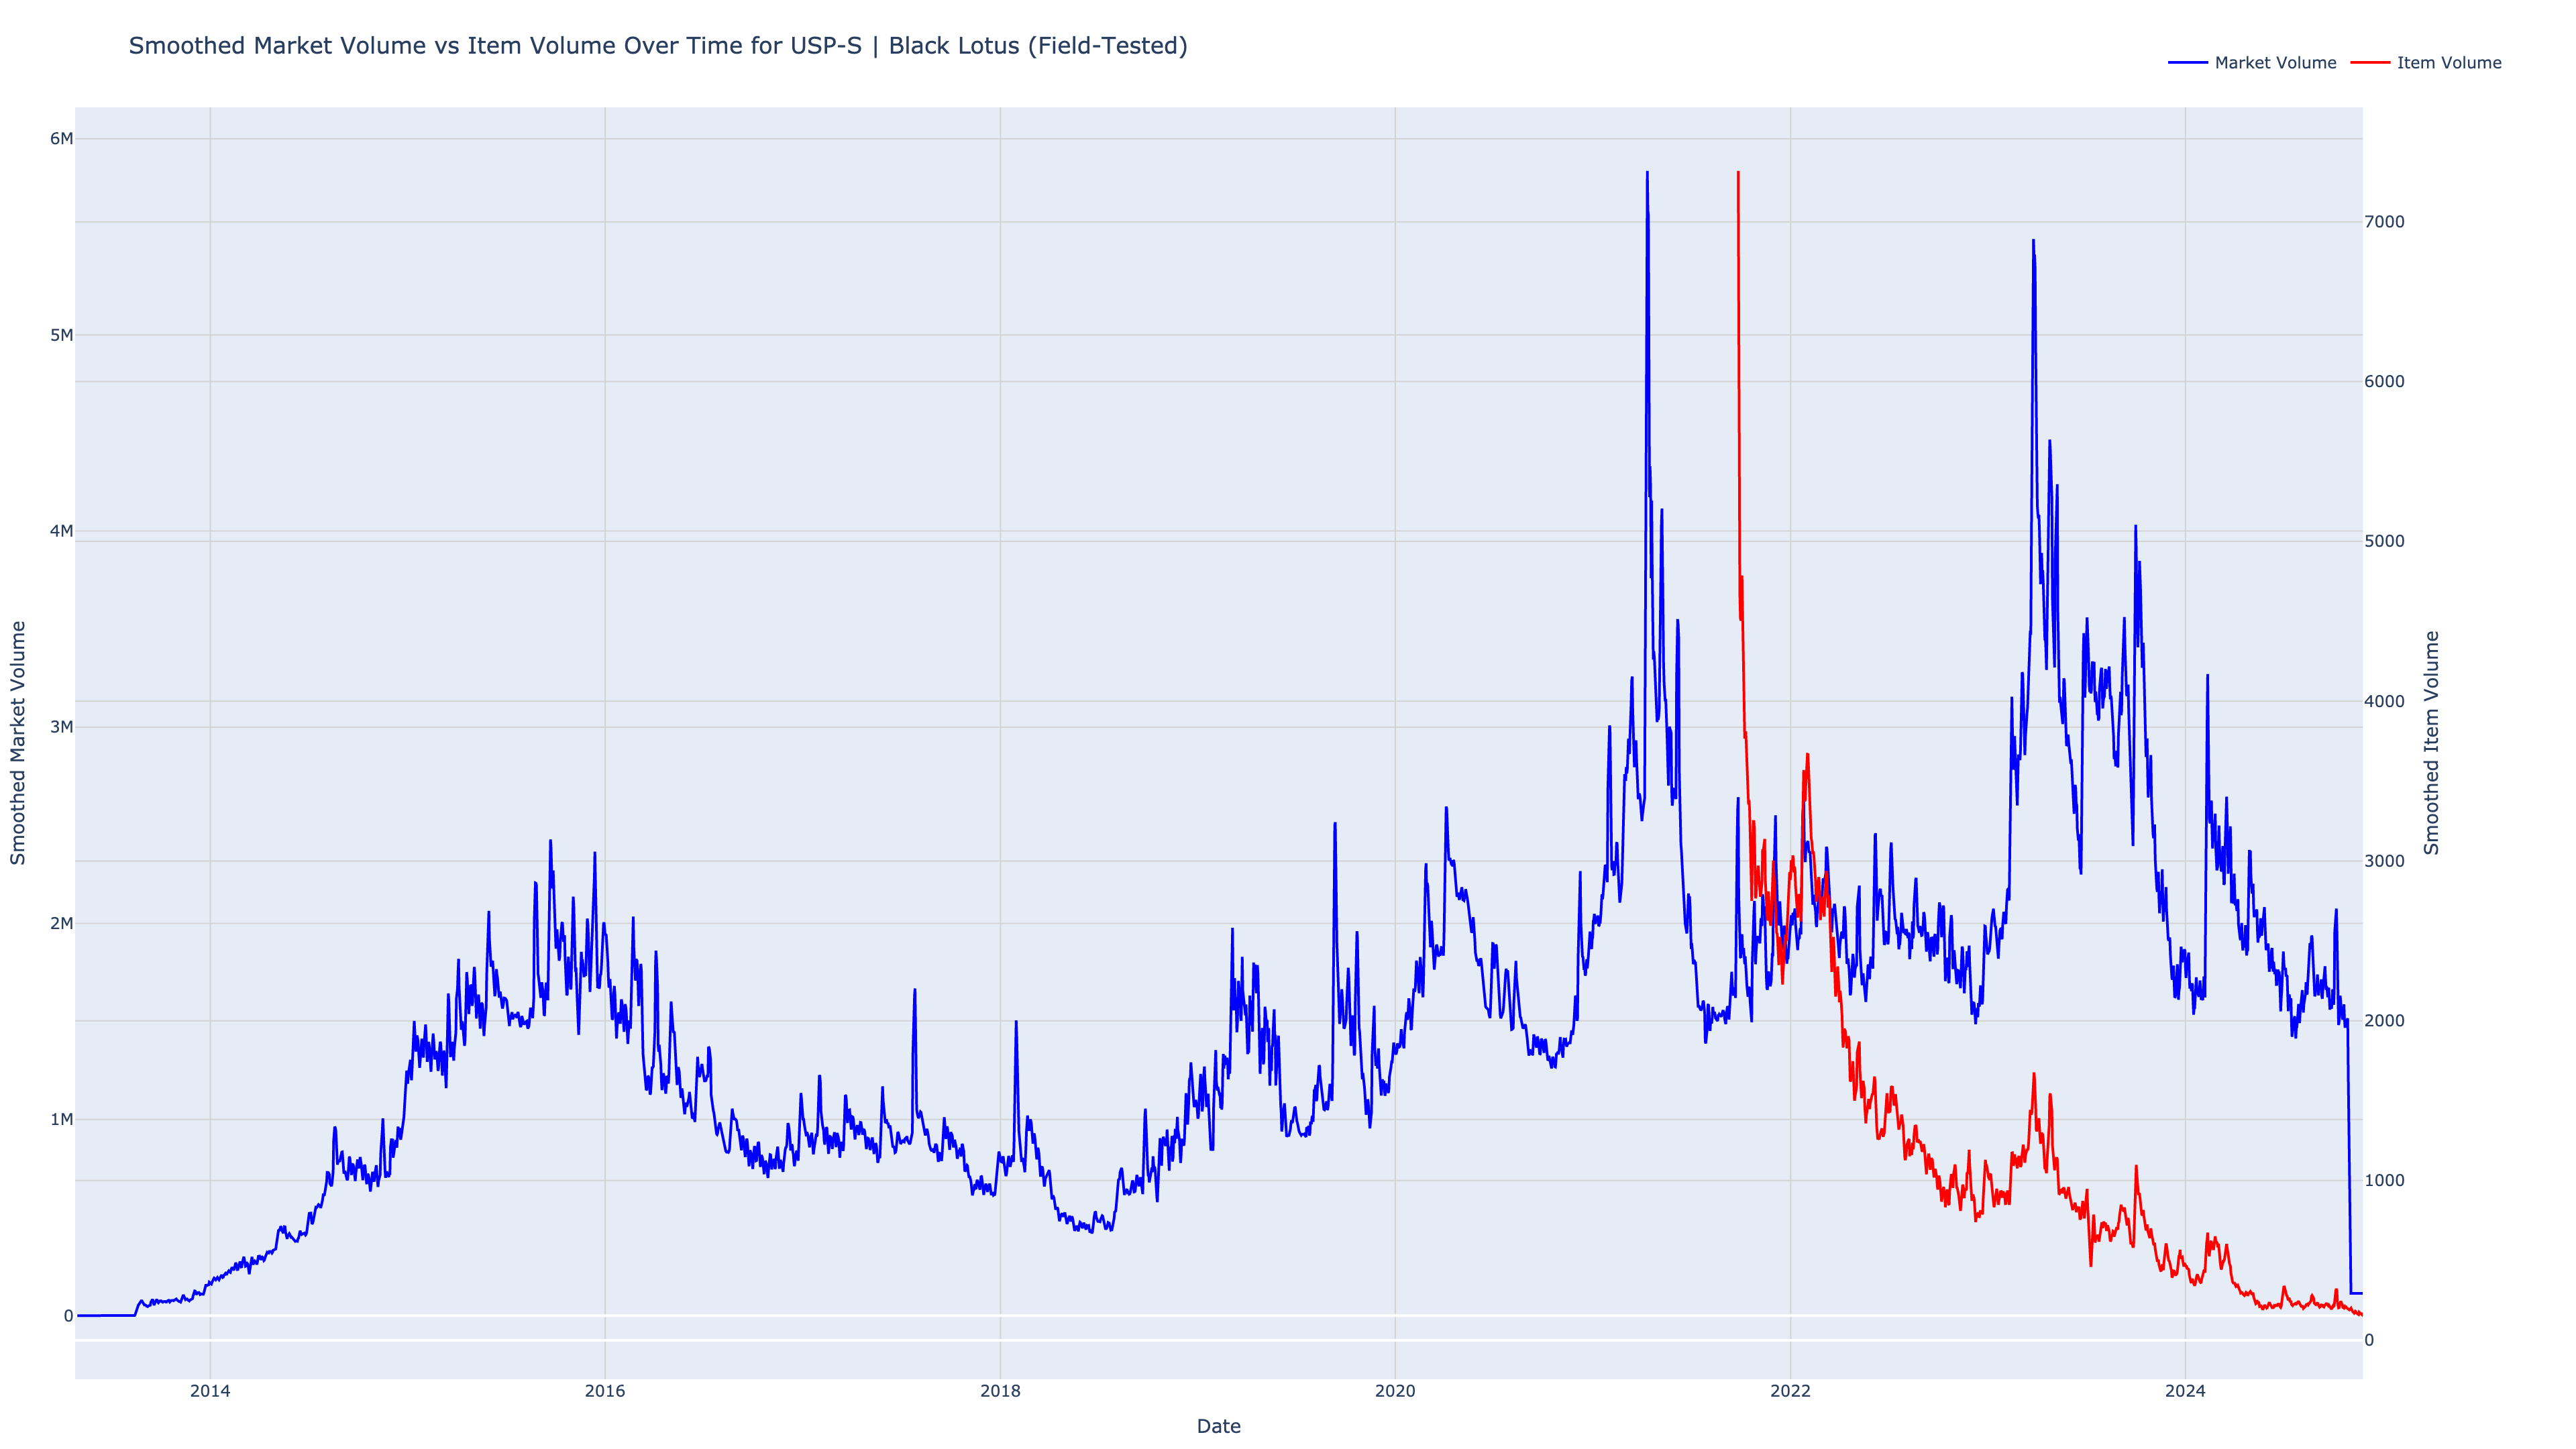 Smoothed Market Volume vs Item Volume Over Time for USP-S | Black Lotus (Field-Tested)
Market Volume
Item Volume
6M
5M
4M
3M
2M
1M
0
Smoothed Market Volume
7000
6000
5000
4000
3000
2000
1000
0
Smoothed Item Volume
2014
2016
2018
2020
2022
2024
Date